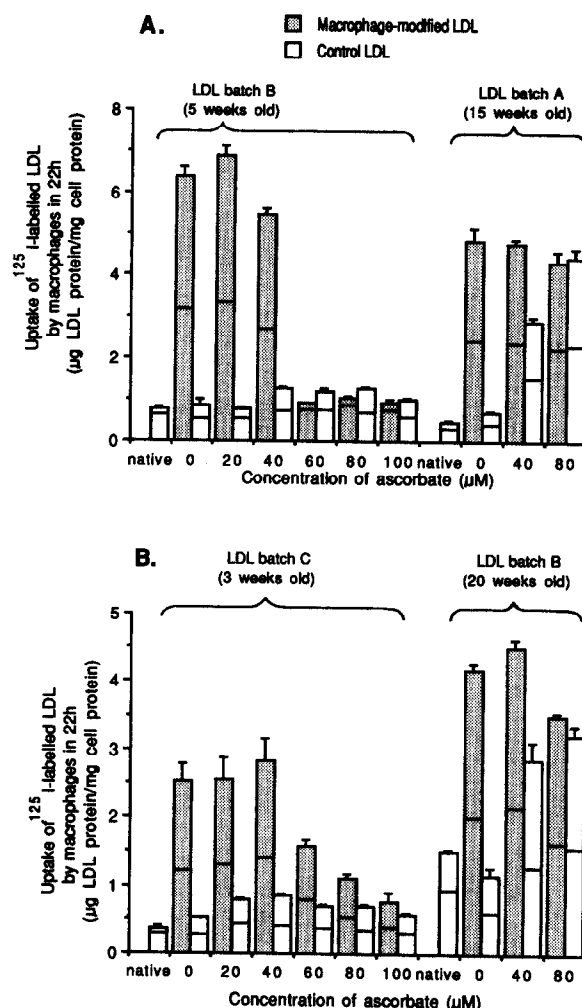 A.
Macrophage-modified LDL
Control LDL
LDL batch B
(5 weeks old)
LDL batch A
(15 weeks old)
Uptake of 125 I-labelled LDL
by macrophages in 22h
(µg LDL protein/mg cell protein)
8
6
4
2
0
native 0 20 40 60 80 100 native 0 40 80
Concentration of ascorbate (µM)
B.
LDL batch C
(3 weeks old)
LDL batch B
(20 weeks old)
Uptake of 125 I-labelled LDL
by macrophages in 22h
(µg LDL protein/mg cell protein)
5
4
3
2
1
0
native 0 20 40 60 80 100 native 0 40 80
Concentration of ascorbate (µM)